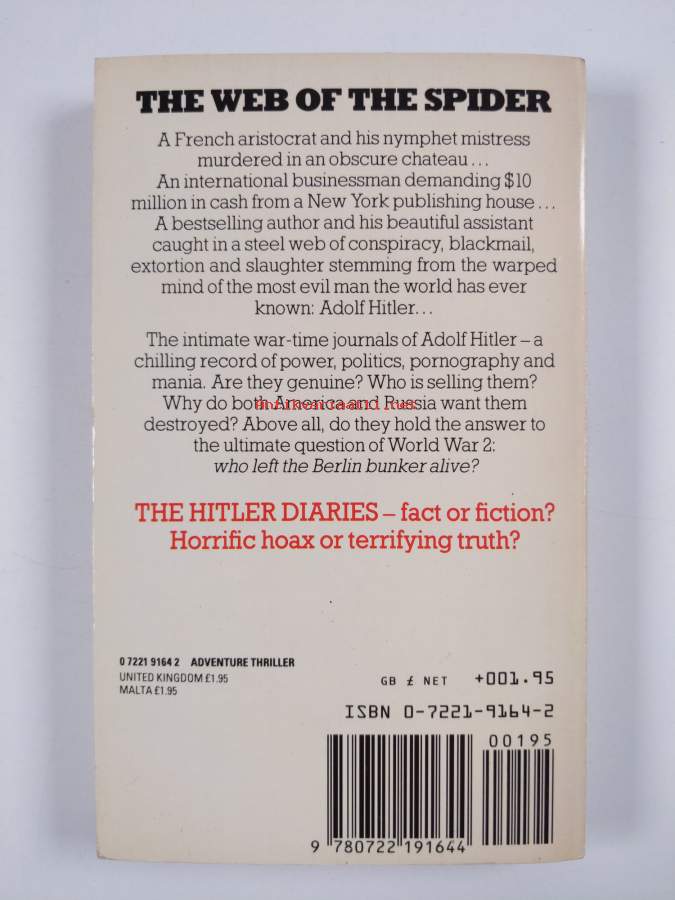 THE WEB OF THE SPIDER
A French aristocrat and his nymphet mistress
murdered in an obscure chateau...
An international businessman demanding $10
million in cash from a New York publishing house...
A bestselling author and his beautiful assistant
caught in a steel web of conspiracy, blackmail,
extortion and slaughter stemming from the warped
mind of the most evil man the world has ever
known: Adolf Hitler...
The intimate war-time journals of Adolf Hitler – a
chilling record of power, politics, pornography and
mania. Are they genuine? Who is selling them?
Why do both America and Russia want them
destroyed? Above all, do they hold the answer to
the ultimate question of World War 2:
who left the Berlin bunker alive?
THE HITLER DIARIES – fact or fiction?
Horrific hoax or terrifying truth?
0 7221 9164 2 ADVENTURE THRILLER
UNITED KINGDOM £1.95
MALTA £1.95
GB £ NET +001.95
ISBN 0-7221-9164-2
00195
9 780722 191644